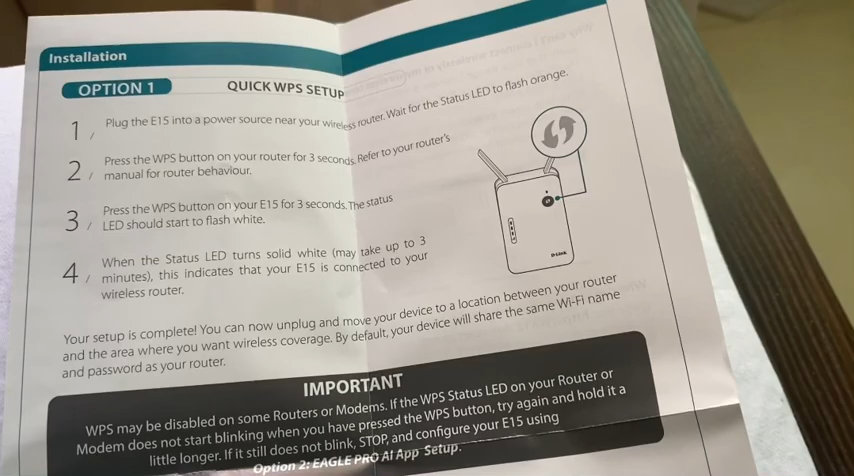 Installation
OPTION 1
QUICK WPS SETUP
1 / Plug the E15 into a power source near your wireless router. Wait for the Status LED to flash orange.
2 / Press the WPS button on your router for 3 seconds. Refer to your router's
manual for router behaviour.
3 / Press the WPS button on your E15 for 3 seconds. The status
LED should start to flash white.
4 / When the Status LED turns solid white (may take up to 3
minutes), this indicates that your E15 is connected to your
wireless router.
D-Link
Your setup is complete! You can now unplug and move your device to a location between your router
and the area where you want wireless coverage. By default, your device will share the same Wi-Fi name
and password as your router.
IMPORTANT
WPS may be disabled on some Routers or Modems. If the WPS Status LED on your Router or
Modem does not start blinking when you have pressed the WPS button, try again and hold it a
little longer. If it still does not blink, STOP, and configure your E15 using
Option 2: EAGLE PRO AI App Setup.